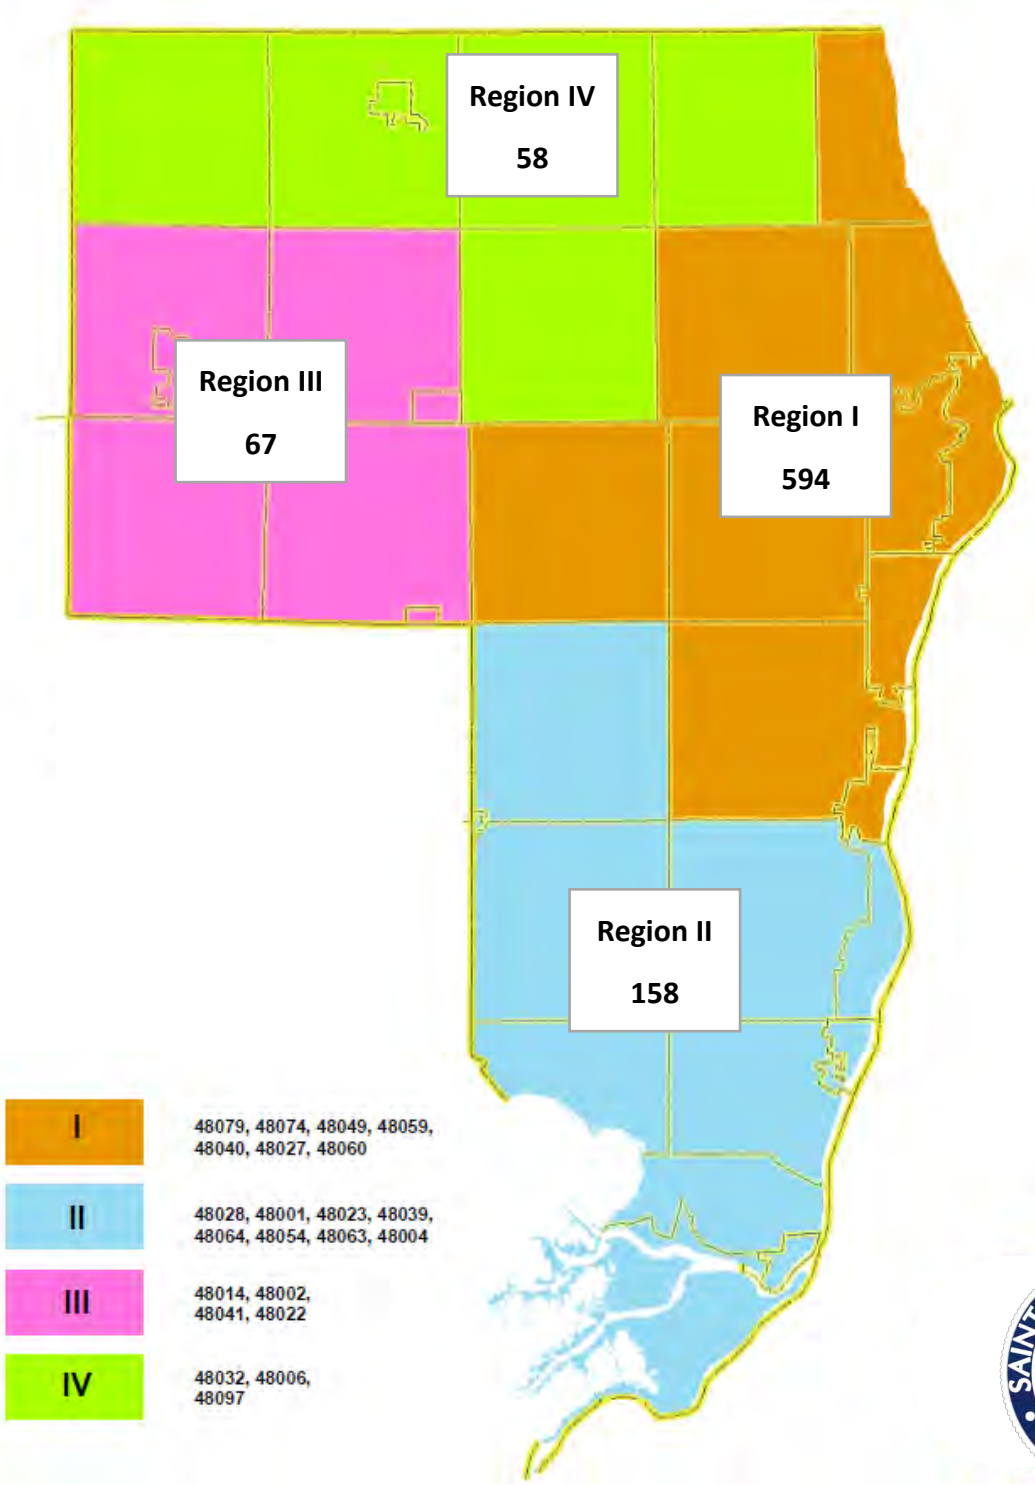 Region IV
58
Region III
67
Region I
594
Region II
158
I
48079, 48074, 48049, 48059,
48040, 48027, 48060
II
48028, 48001, 48023, 48039,
48064, 48054, 48063, 48004
III
48014, 48002,
48041, 48022
IV
48032, 48006,
48097
SAINT